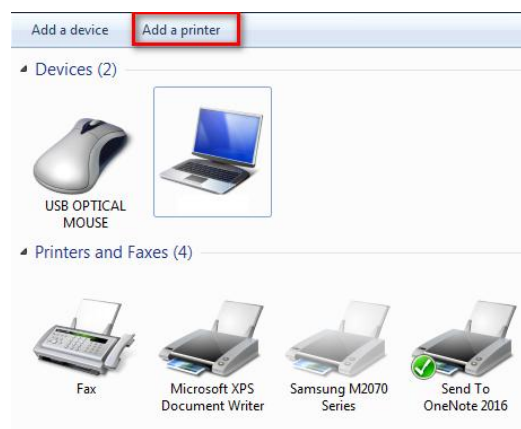 Add a device Add a printer
Devices (2)
USB OPTICAL
MOUSE
Printers and Faxes (4)
Fax
Microsoft XPS
Document Writer
Samsung M2070
Series
Send To
OneNote 2016